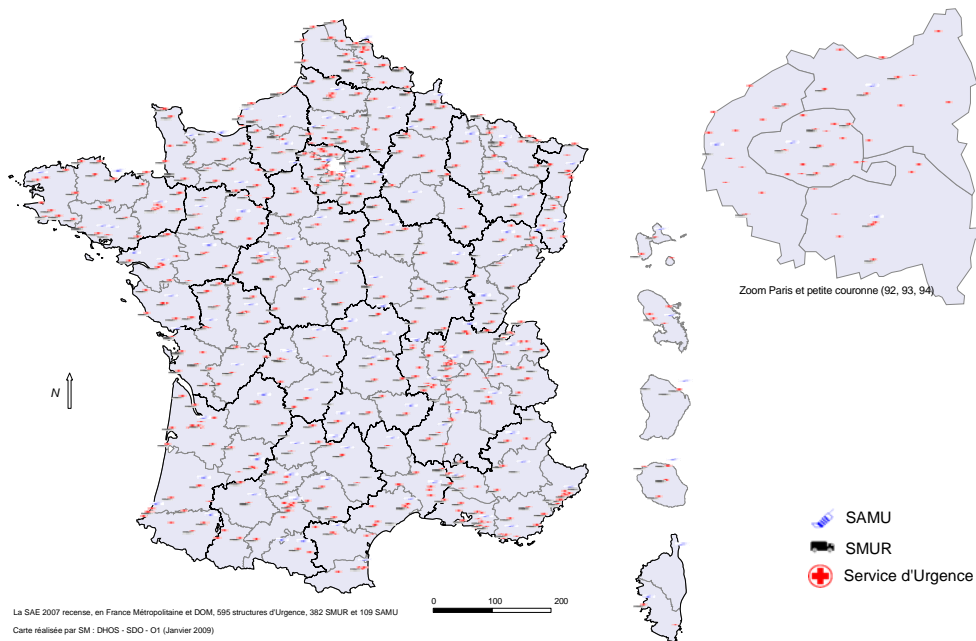 Zoom Paris et petite couronne (92, 93, 94)
N
SAMU
SMUR
Service d'Urgence
0 100 200
La SAE 2007 recense, en France Métropolitaine et DOM, 595 structures d'Urgence, 382 SMUR et 109 SAMU
Carte réalisée par SM : DHOS - SDO - O1 (Janvier 2009)